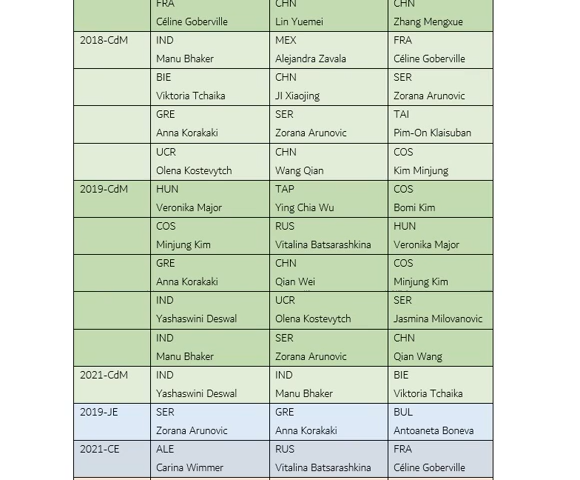 FRA CHN CHN
Céline Goberville Lin Yuemei Zhang Mengxue
2018-CdM IND MEX FRA
Manu Bhaker Alejandra Zavala Céline Goberville
BIE CHN SER
Viktoria Tchaika JI Xiaojing Zorana Arunovic
GRE SER TAI
Anna Korakaki Zorana Arunovic Pim-On Klaisuban
UCR CHN COS
Olena Kostevytch Wang Qian Kim Minjung
2019-CdM HUN TAP COS
Veronika Major Ying Chia Wu Bomi Kim
COS RUS HUN
Minjung Kim Vitalina Batsarashkina Veronika Major
GRE CHN COS
Anna Korakaki Qian Wei Minjung Kim
IND UCR SER
Yashaswini Deswal Olena Kostevytch Jasmina Milovanovic
IND SER CHN
Manu Bhaker Zorana Arunovic Qian Wang
2021-CdM IND IND BIE
Yashaswini Deswal Manu Bhaker Viktoria Tchaika
2019-JE SER GRE BUL
Zorana Arunovic Anna Korakaki Antoaneta Boneva
2021-CE ALE RUS FRA
Carina Wimmer Vitalina Batsarashkina Céline Goberville